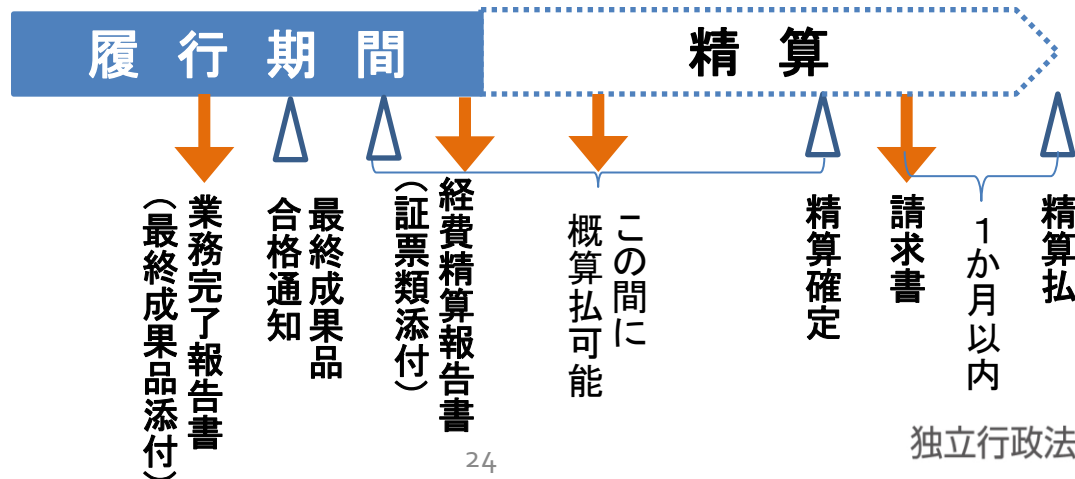 履行期間
精算
業務完了報告書
（最終成果品添付）
最終成果品
合格通知
経費精算報告書
（証票類添付）
この間に
概算払可能
精算確定
請求書
１か月以内
精算払
24
独立行政法